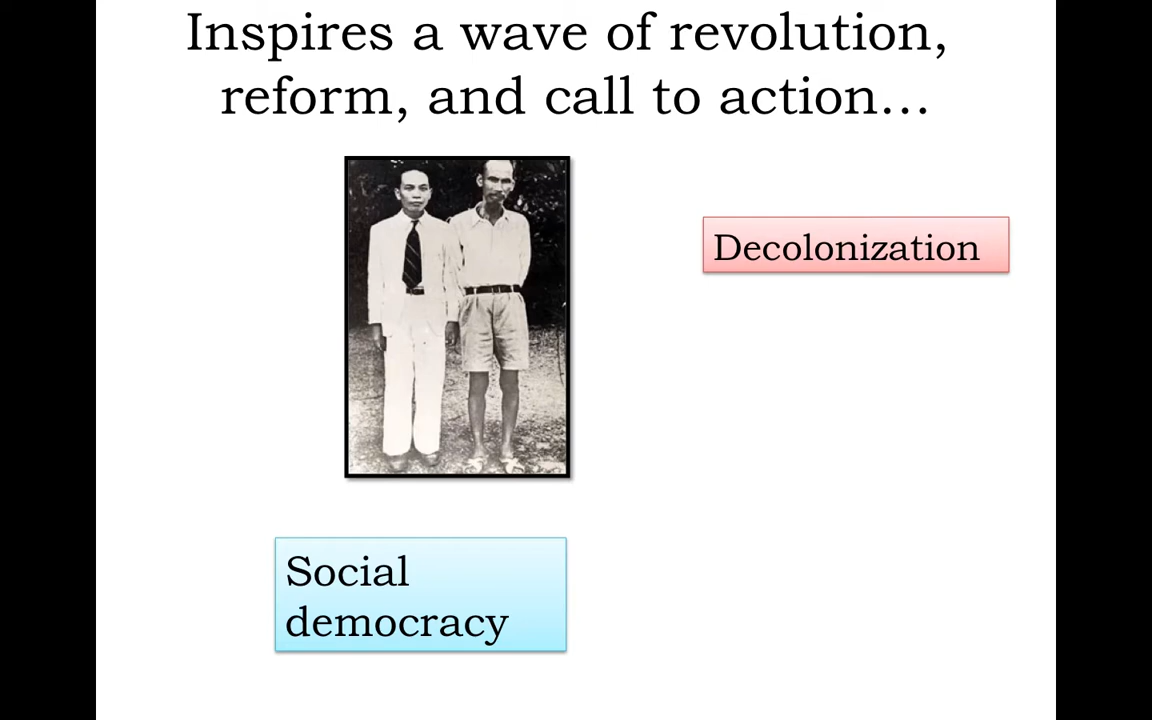 Inspires a wave of revolution,
reform, and call to action…
Decolonization
Social
democracy